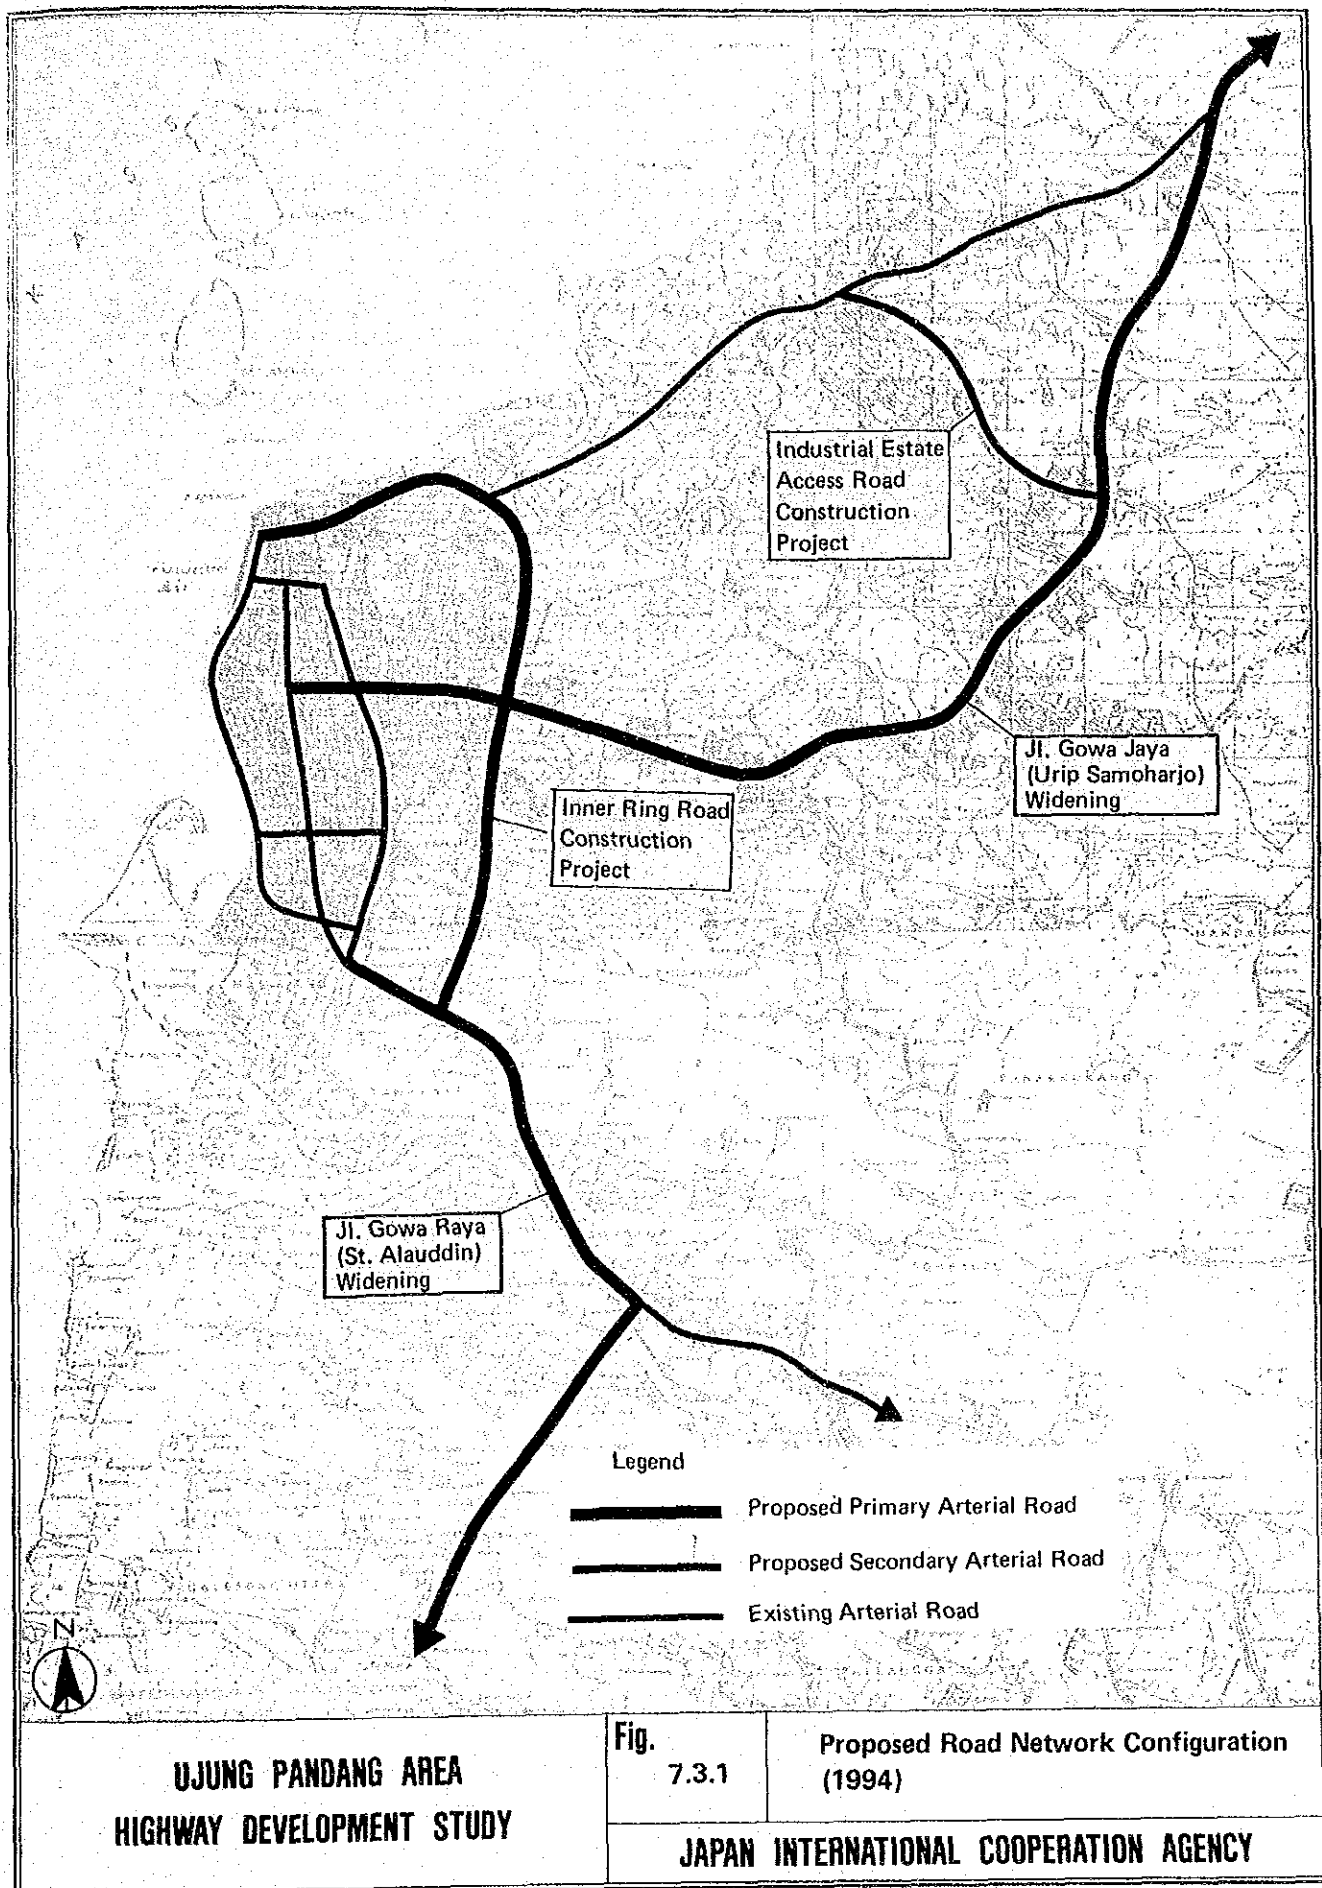 Industrial Estate
Access Road
Construction
Project
Jl. Gowa Jaya
(Urip Samoharjo)
Widening
Inner Ring Road
Construction
Project
Jl. Gowa Raya
(St. Alauddin)
Widening
Legend
Proposed Primary Arterial Road
Proposed Secondary Arterial Road
Existing Arterial Road
N
UJUNG PANDANG AREA
HIGHWAY DEVELOPMENT STUDY
Fig.
7.3.1
Proposed Road Network Configuration
(1994)
JAPAN INTERNATIONAL COOPERATION AGENCY